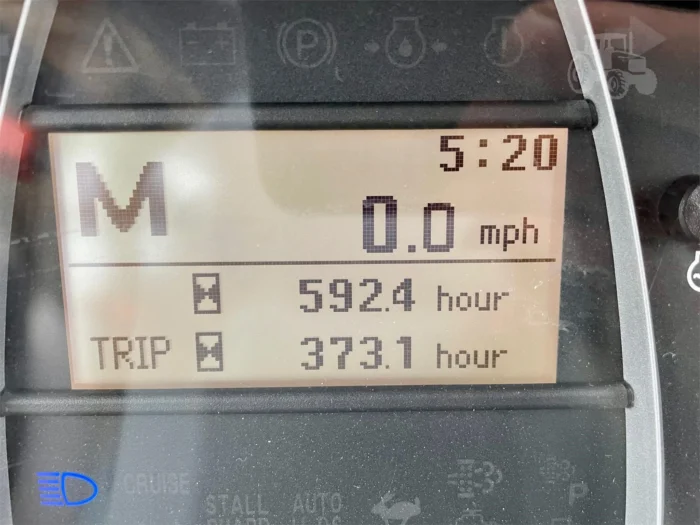 P
5:20
M
0.0 mph
592.4 hour
TRIP 373.1 hour
CRUISE
STALL AUTO
P